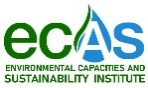 ecas
ENVIRONMENTAL CAPACITIES AND
SUSTAINABILITY INSTITUTE